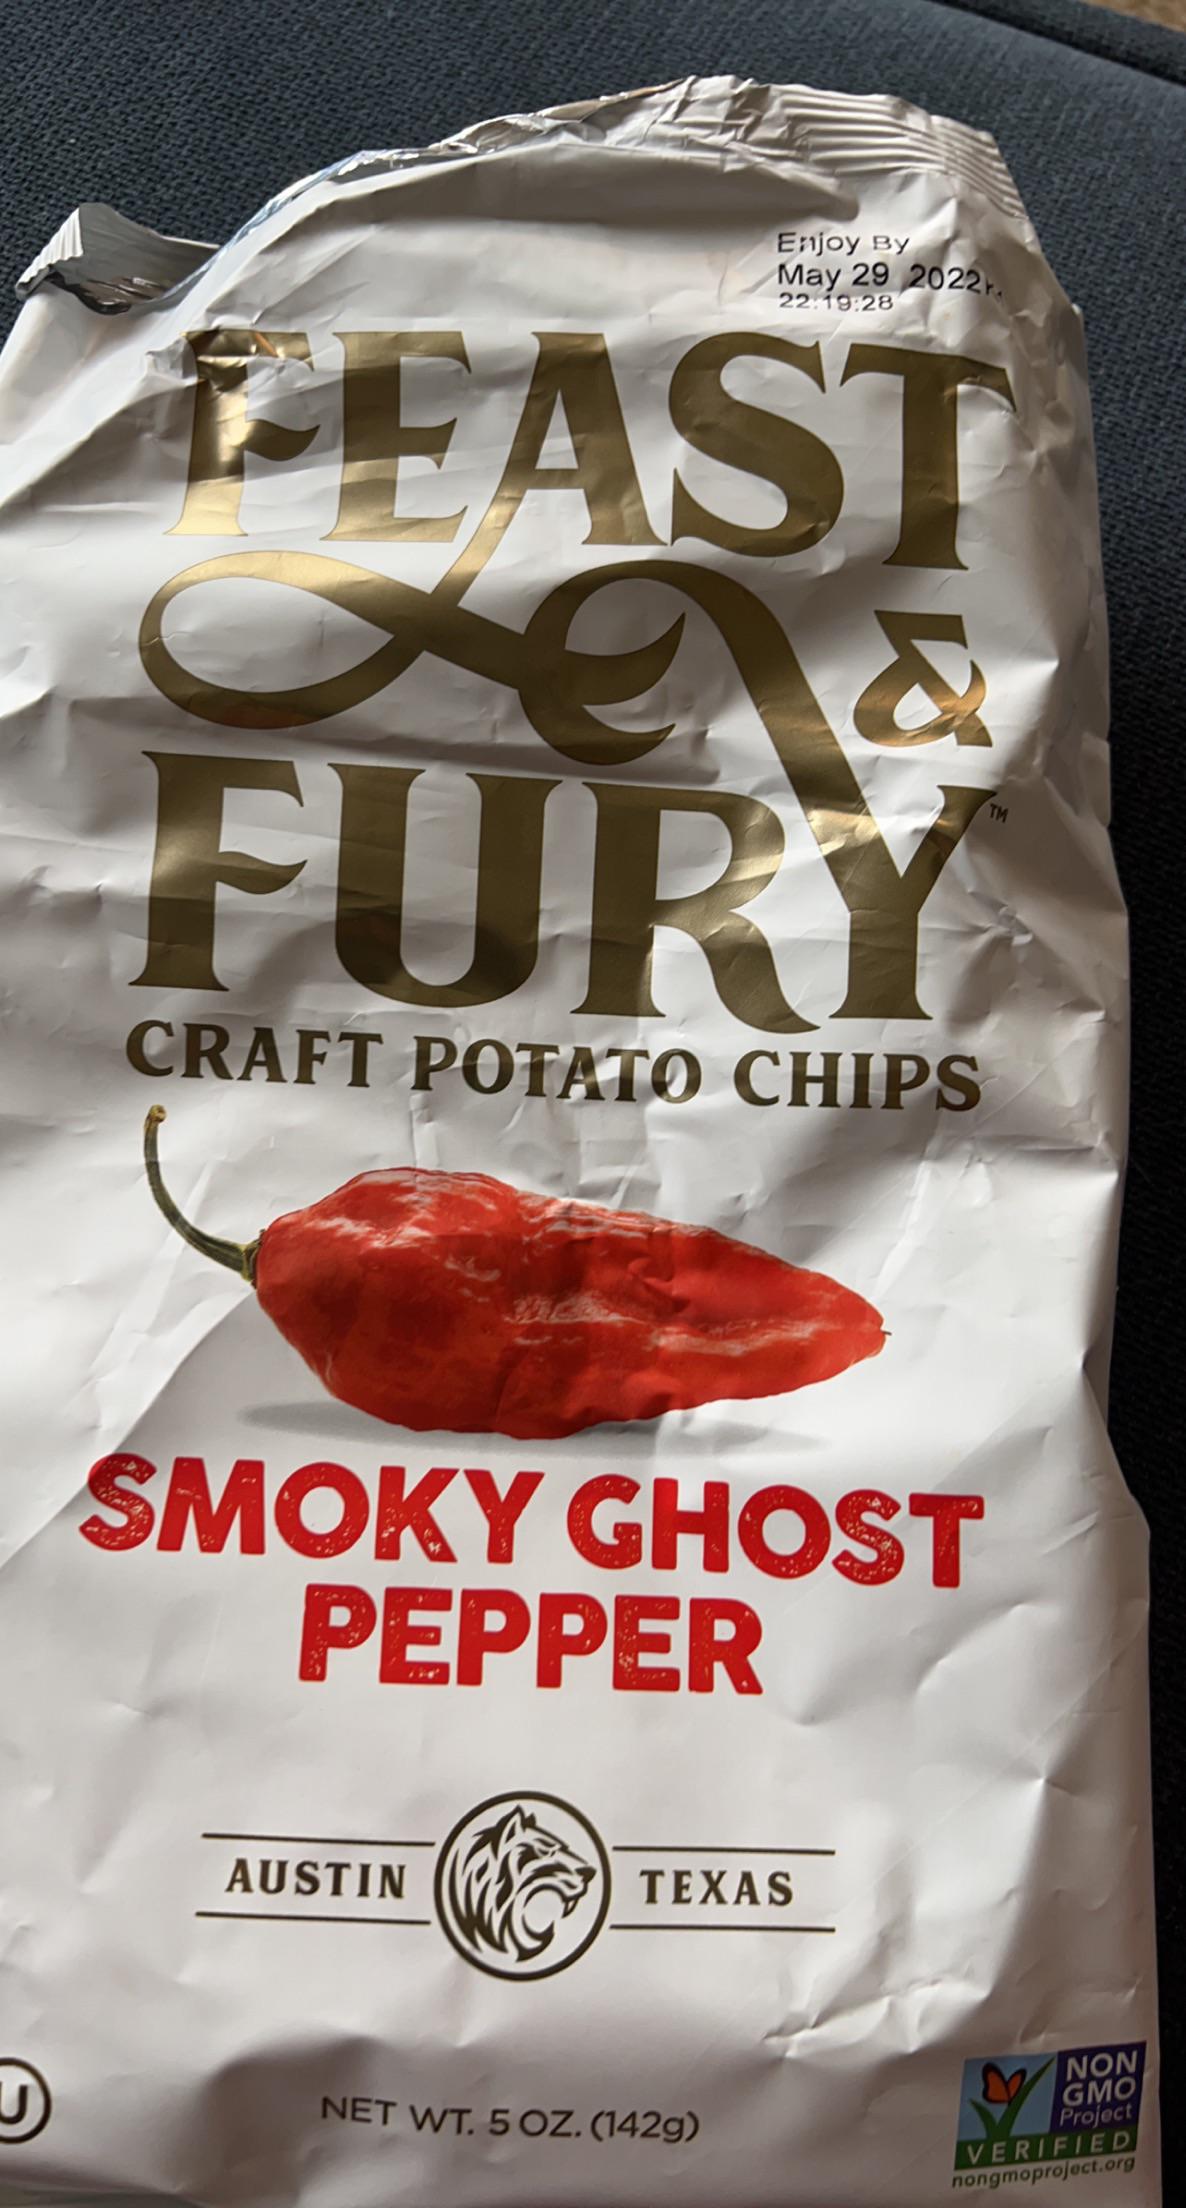 Enjoy By
May 29 2022
22:19:28
FEAST
&
FURY™
CRAFT POTATO CHIPS
SMOKY GHOST
PEPPER
AUSTIN TEXAS
U
NET WT. 5 OZ. (142g)
NON
GMO
Project
VERIFIED
nongmoproject.org